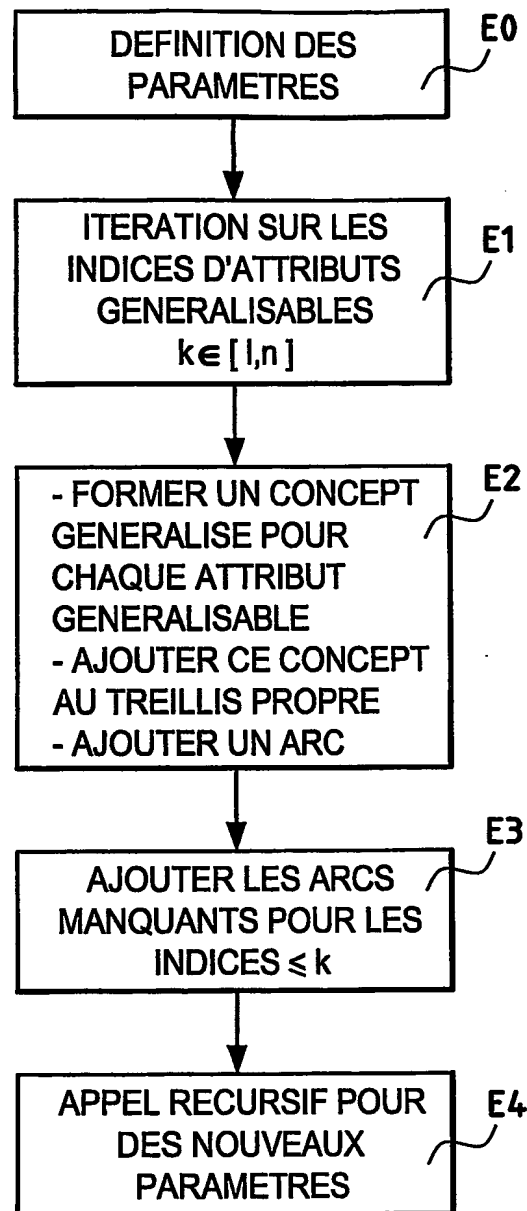 DEFINITION DES
PARAMETRES
E0
ITERATION SUR LES
INDICES D'ATTRIBUTS
GENERALISABLES
k∈[l,n]
E1
- FORMER UN CONCEPT
GENERALISE POUR
CHAQUE ATTRIBUT
GENERALISABLE
- AJOUTER CE CONCEPT
AU TREILLIS PROPRE
- AJOUTER UN ARC
E2
AJOUTER LES ARCS
MANQUANTS POUR LES
INDICES ⩽ k
E3
APPEL RECURSIF POUR
DES NOUVEAUX
PARAMETRES
E4